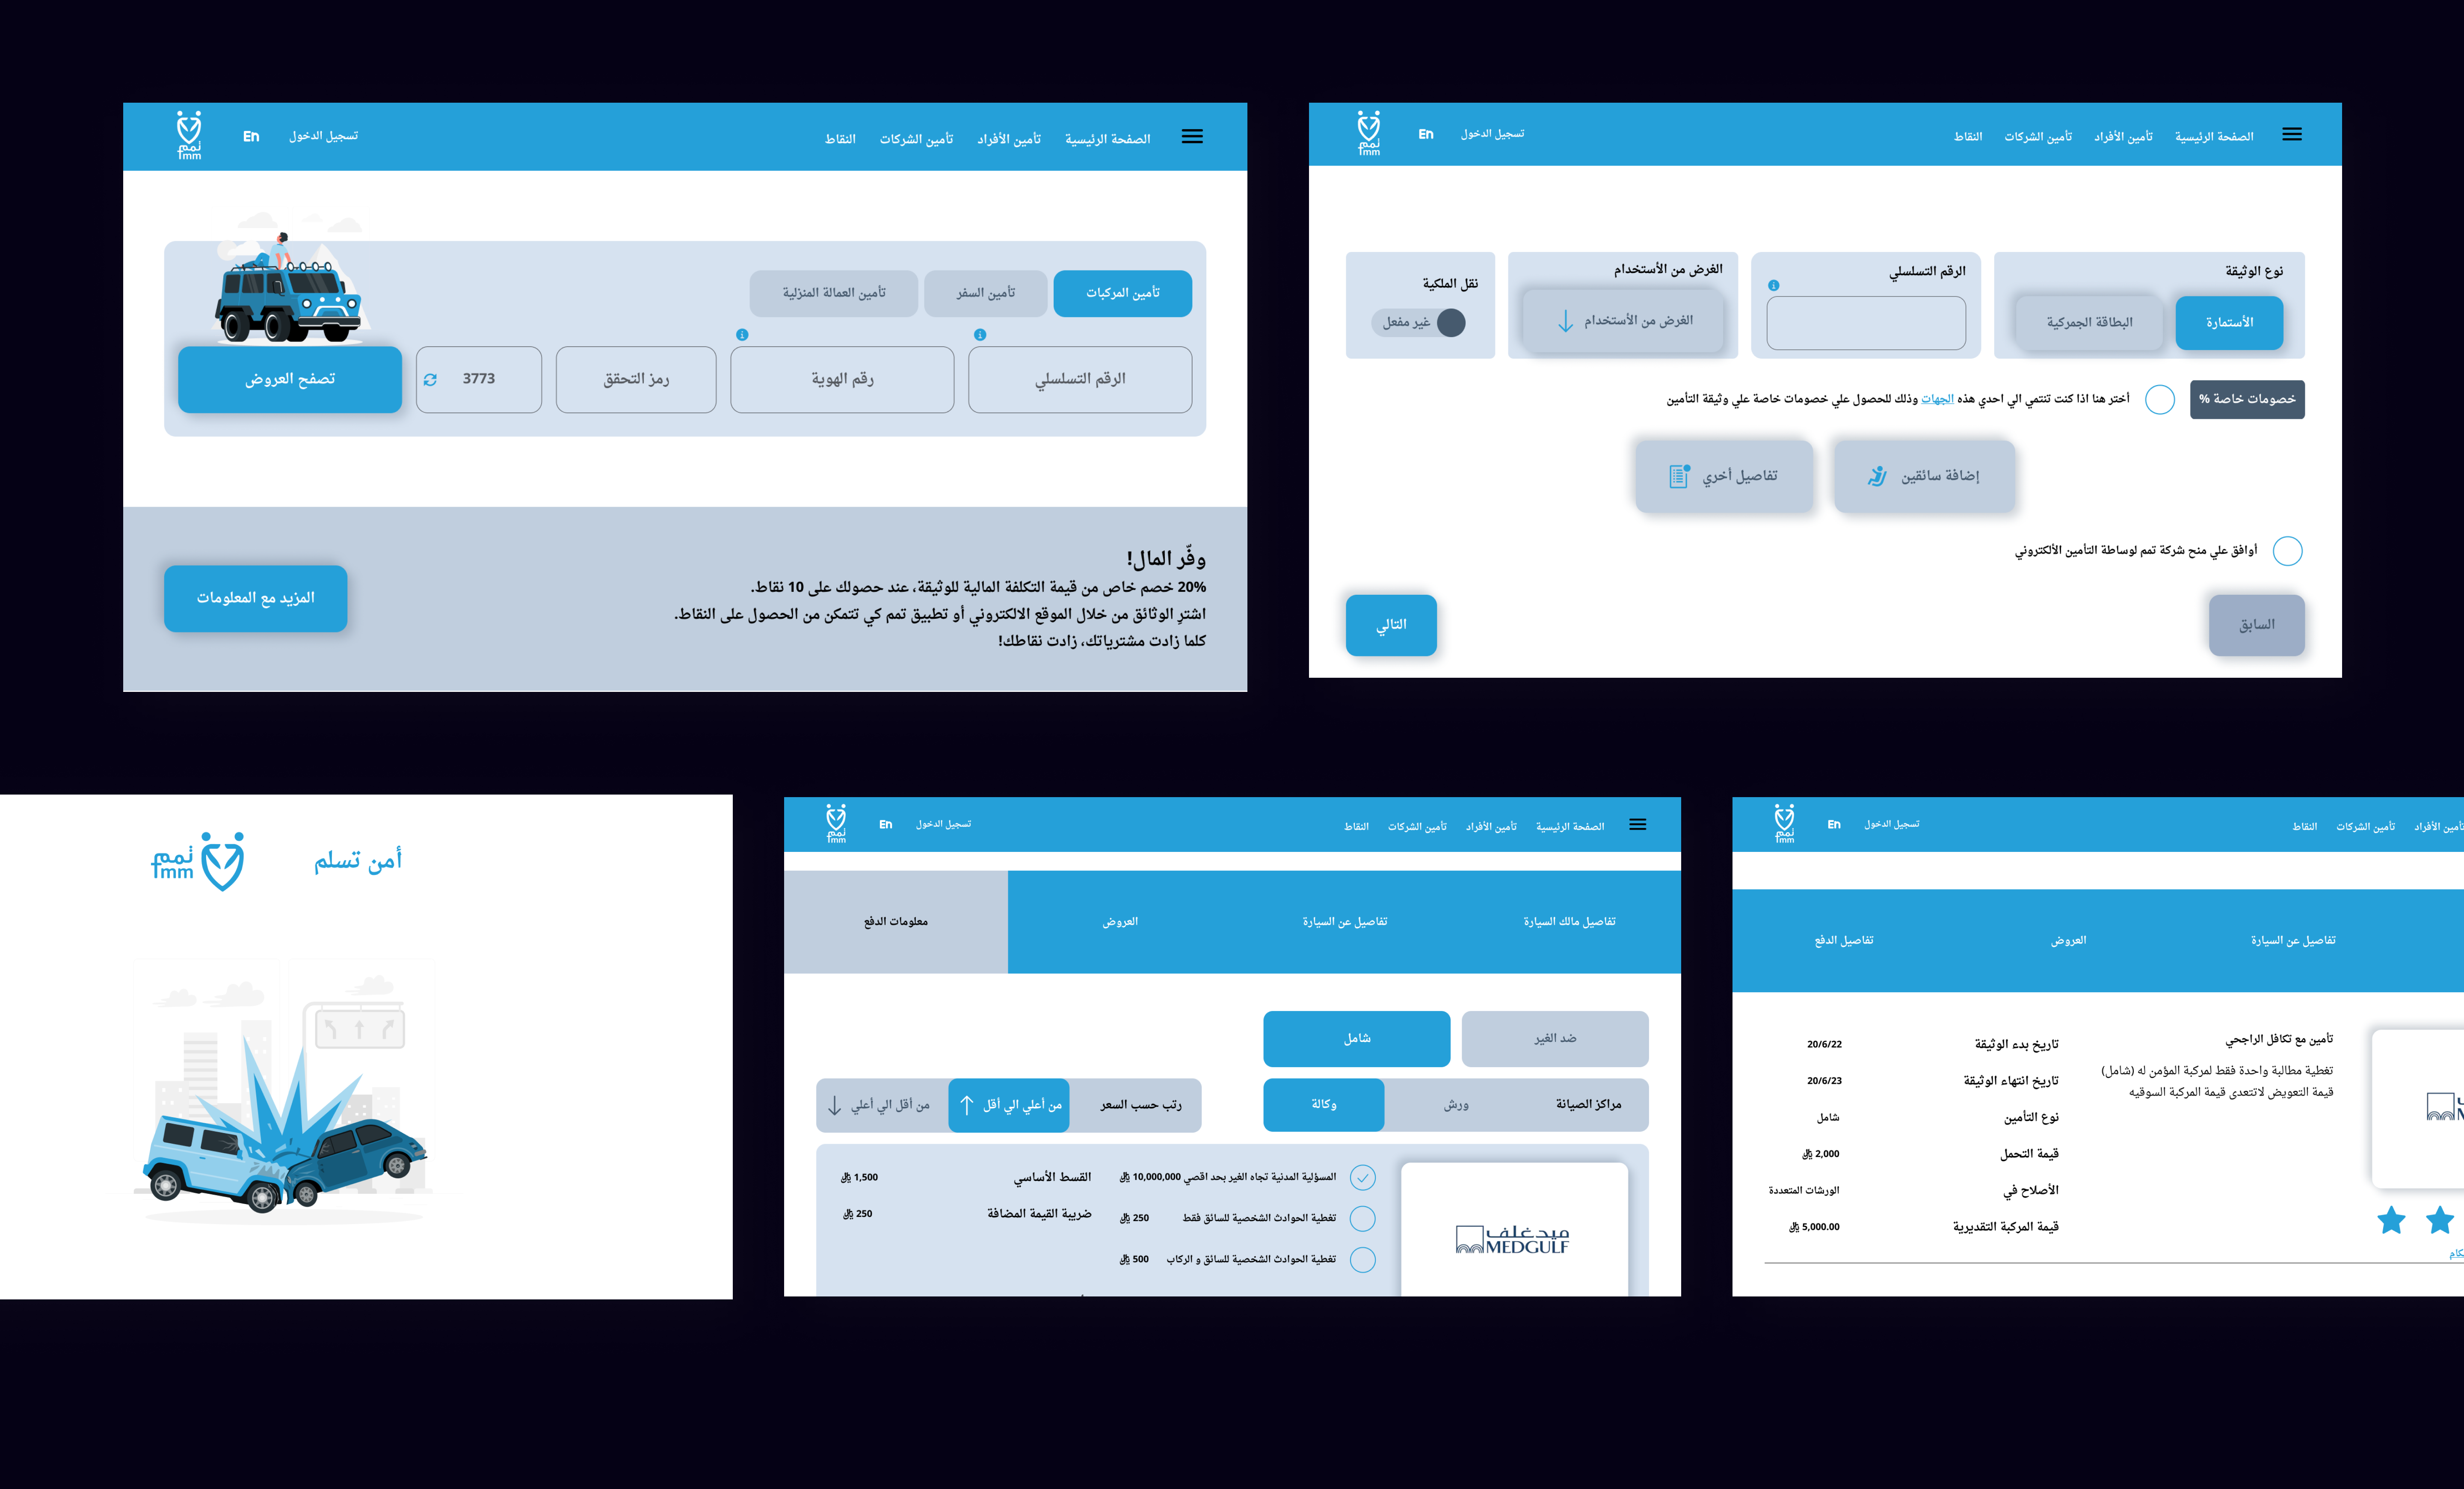 الصفحة الرئيسية تأمين الأفراد تأمين الشركات النقاط
تسجيل الدخول En
تمم
tmm
تأمين المركبات
تأمين السفر
تأمين العمالة المنزلية
الرقم التسلسلي
رقم الهوية
رمز التحقق
3773
تصفح العروض
وفّر المال!
20% خصم خاص من قيمة التكلفة المالية للوثيقة، عند حصولك على 10 نقاط.
اشترِ الوثائق من خلال الموقع الالكتروني أو تطبيق تمم كي تتمكن من الحصول على النقاط.
كلما زادت مشترياتك، زادت نقاطك!
المزيد مع المعلومات
الصفحة الرئيسية تأمين الأفراد تأمين الشركات النقاط
تسجيل الدخول En
تمم
tmm
نوع الوثيقة
الأستمارة
البطاقة الجمركية
الرقم التسلسلي
الغرض من الأستخدام
الغرض من الأستخدام
نقل الملكية
غير مفعل
خصومات خاصة %
أختر هنا اذا كنت تنتمي الي احدي هذه الجهات وذلك للحصول علي خصومات خاصة علي وثيقة التأمين
إضافة سائقين
تفاصيل أخري
أوافق علي منح شركة تمم لوساطة التأمين الألكتروني
السابق
التالي
أمن تسلم
تمم
tmm
الصفحة الرئيسية تأمين الأفراد تأمين الشركات النقاط
تسجيل الدخول En
تمم
tmm
تفاصيل مالك السيارة
تفاصيل عن السيارة
العروض
معلومات الدفع
ضد الغير
شامل
مراكز الصيانة
ورش
وكالة
رتب حسب السعر
من أعلي الي أقل
من أقل الي أعلي
ميدغلف
MEDGULF
المسؤلية المدنية تجاه الغير بحد اقصي 10,000,000 ﷼
تغطية الحوادث الشخصية للسائق فقط 250 ﷼
تغطية الحوادث الشخصية للسائق و الركاب 500 ﷼
القسط الأساسي 1,500 ﷼
ضريبة القيمة المضافة 250 ﷼
تأمين الأفراد تأمين الشركات النقاط
تسجيل الدخول En
تمم
tmm
تفاصيل عن السيارة
العروض
تفاصيل الدفع
تأمين مع تكافل الراجحي
تغطية مطالبة واحدة فقط لمركبة المؤمن له (شامل)
قيمة التعويض لاتتعدى قيمة المركبة السوقيه
تاريخ بدء الوثيقة 20/6/22
تاريخ انتهاء الوثيقة 20/6/23
نوع التأمين شامل
قيمة التحمل 2,000 ﷼
الأصلاح في الورشات المتعددة
قيمة المركبة التقديرية 5,000.00 ﷼